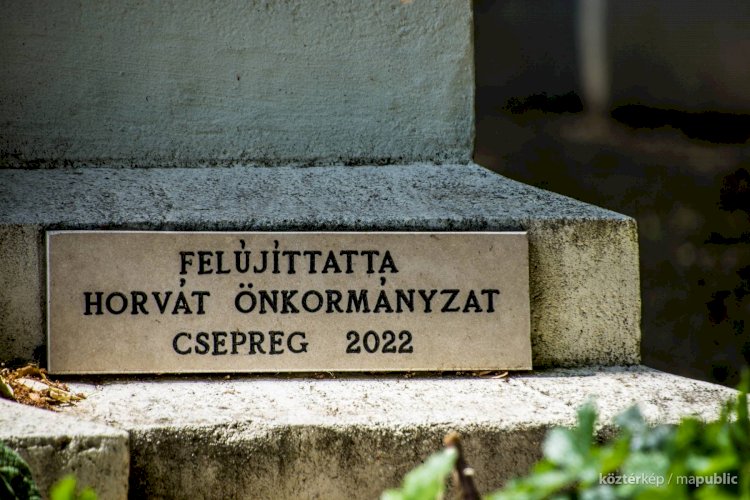 FELÚJÍTTATTA
HORVÁT ÖNKORMÁNYZAT
CSEPREG 2022
köztérkép / mapublic